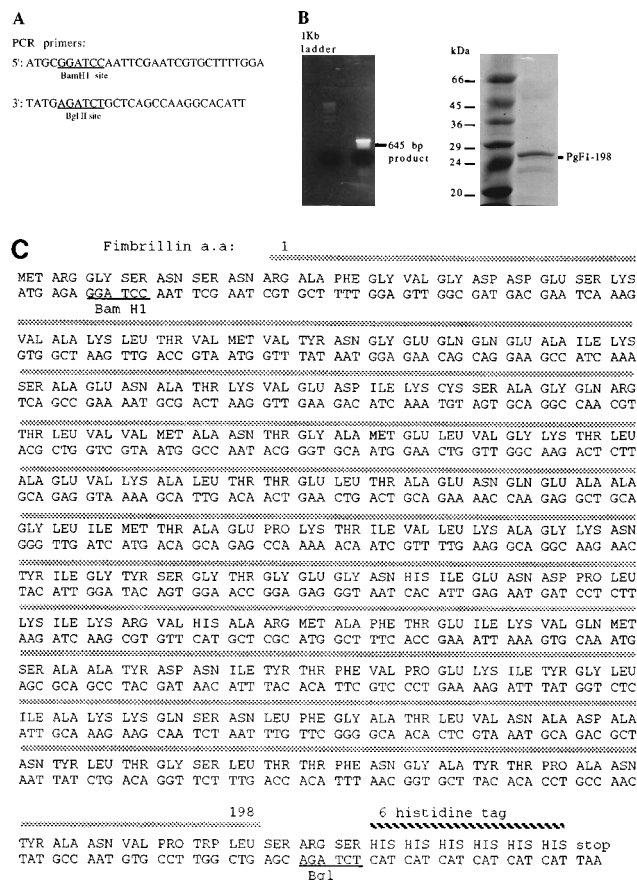 A
PCR primers:
5': ATGCGGATCCAATTCGAATCGTGCTTTTGGA
BamH1 site
3': TATGAGATCTGCTCAGCCAAGGCACATT
Bgl II site
B
1Kb
ladder
645 bp
product
kDa
66
45
36
29
24
20
PgFi-198
C
Fimbrillin a.a: 1
MET ARG GLY SER ASN SER ASN ARG ALA PHE GLY VAL GLY ASP ASP GLU SER LYS
ATG AGA GGA TCC AAT TCG AAT CGT GCT TTT GGA GTT GGC GAT GAC GAA TCA AAG
Bam H1
VAL ALA LYS LEU THR VAL MET VAL TYR ASN GLY GLU GLN GLN GLU ALA ILE LYS
GTG GCT AAG TTG ACC GTA ATG GTT TAT AAT GGA GAA CAG CAG GAA GCC ATC AAA
SER ALA GLU ASN ALA THR LYS VAL GLU ASP ILE LYS CYS SER ALA GLY GLN ARG
TCA GCC GAA AAT GCG ACT AAG GTT GAA GAC ATC AAA TGT AGT GCA GGC CAA CGT
THR LEU VAL VAL MET ALA ASN THR GLY ALA MET GLU LEU VAL GLY LYS THR LEU
ACG CTG GTC GTA ATG GCC AAT ACG GGT GCA ATG GAA CTG GTT GGC AAG ACT CTT
ALA GLU VAL LYS ALA LEU THR THR GLU LEU THR ALA GLU ASN GLN GLU ALA ALA
GCA GAG GTA AAA GCA TTG ACA ACT GAA CTG ACT GCA GAA AAC CAA GAG GCT GCA
GLY LEU ILE MET THR ALA GLU PRO LYS THR ILE VAL LEU LYS ALA GLY LYS ASN
GGG TTG ATC ATG ACA GCA GAG CCA AAA ACA ATC GTT TTG AAG GCA GGC AAG AAC
TYR ILE GLY TYR SER GLY THR GLY GLU GLY ASN HIS ILE GLU ASN ASP PRO LEU
TAC ATT GGA TAC AGT GGA ACC GGA GAG GGT AAT CAC ATT GAG AAT GAT CCT CTT
LYS ILE LYS ARG VAL HIS ALA ARG MET ALA PHE THR GLU ILE LYS VAL GLN MET
AAG ATC AAG CGT GTT CAT GCT CGC ATG GCT TTC ACC GAA ATT AAA GTG CAA ATG
SER ALA ALA TYR ASP ASN ILE TYR THR PHE VAL PRO GLU LYS ILE TYR GLY LEU
AGC GCA GCC TAC GAT AAC ATT TAC ACA TTC GTC CCT GAA AAG ATT TAT GGT CTC
ILE ALA LYS LYS GLN SER ASN LEU PHE GLY ALA THR LEU VAL ASN ALA ASP ALA
ATT GCA AAG AAG CAA TCT AAT TTG TTC GGG GCA ACA CTC GTA AAT GCA GAC GCT
ASN TYR LEU THR GLY SER LEU THR THR PHE ASN GLY ALA TYR THR PRO ALA ASN
AAT TAT CTG ACA GGT TCT TTG ACC ACA TTT AAC GGT GCT TAC ACA CCT GCC AAC
198 6 histidine tag
TYR ALA ASN VAL PRO TRP LEU SER ARG SER HIS HIS HIS HIS HIS HIS stop
TAT GCC AAT GTG CCT TGG CTG AGC AGA TCT CAT CAT CAT CAT CAT CAT TAA
Bgl